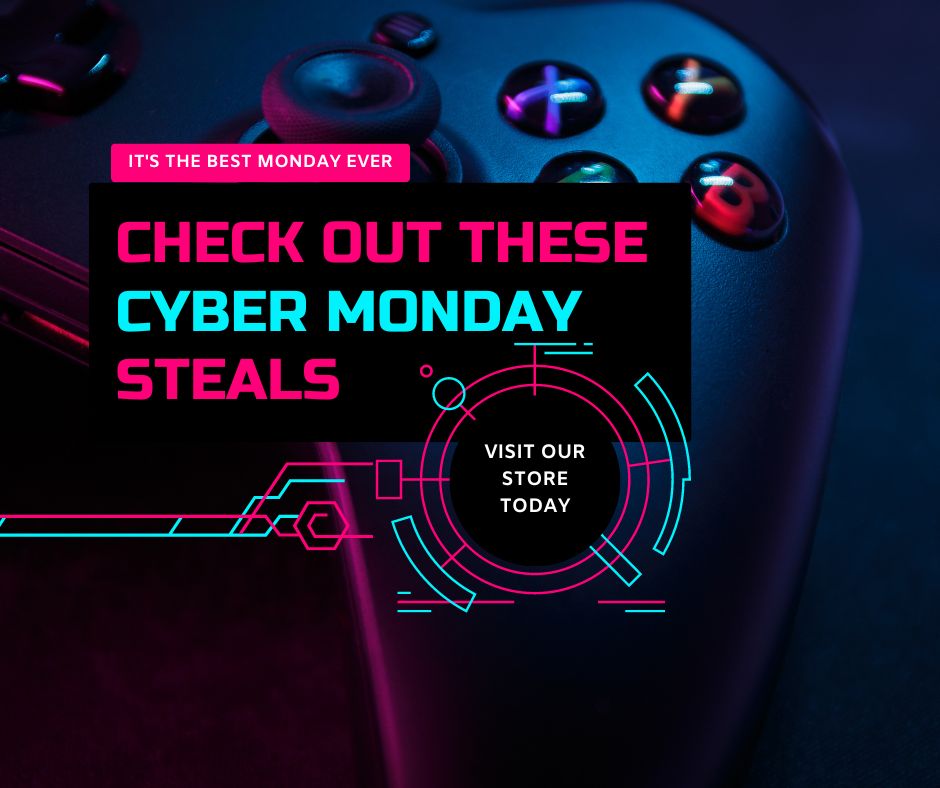 X
Y
B
IT'S THE BEST MONDAY EVER
CHECK OUT THESE
CYBER MONDAY
STEALS
VISIT OUR
STORE
TODAY